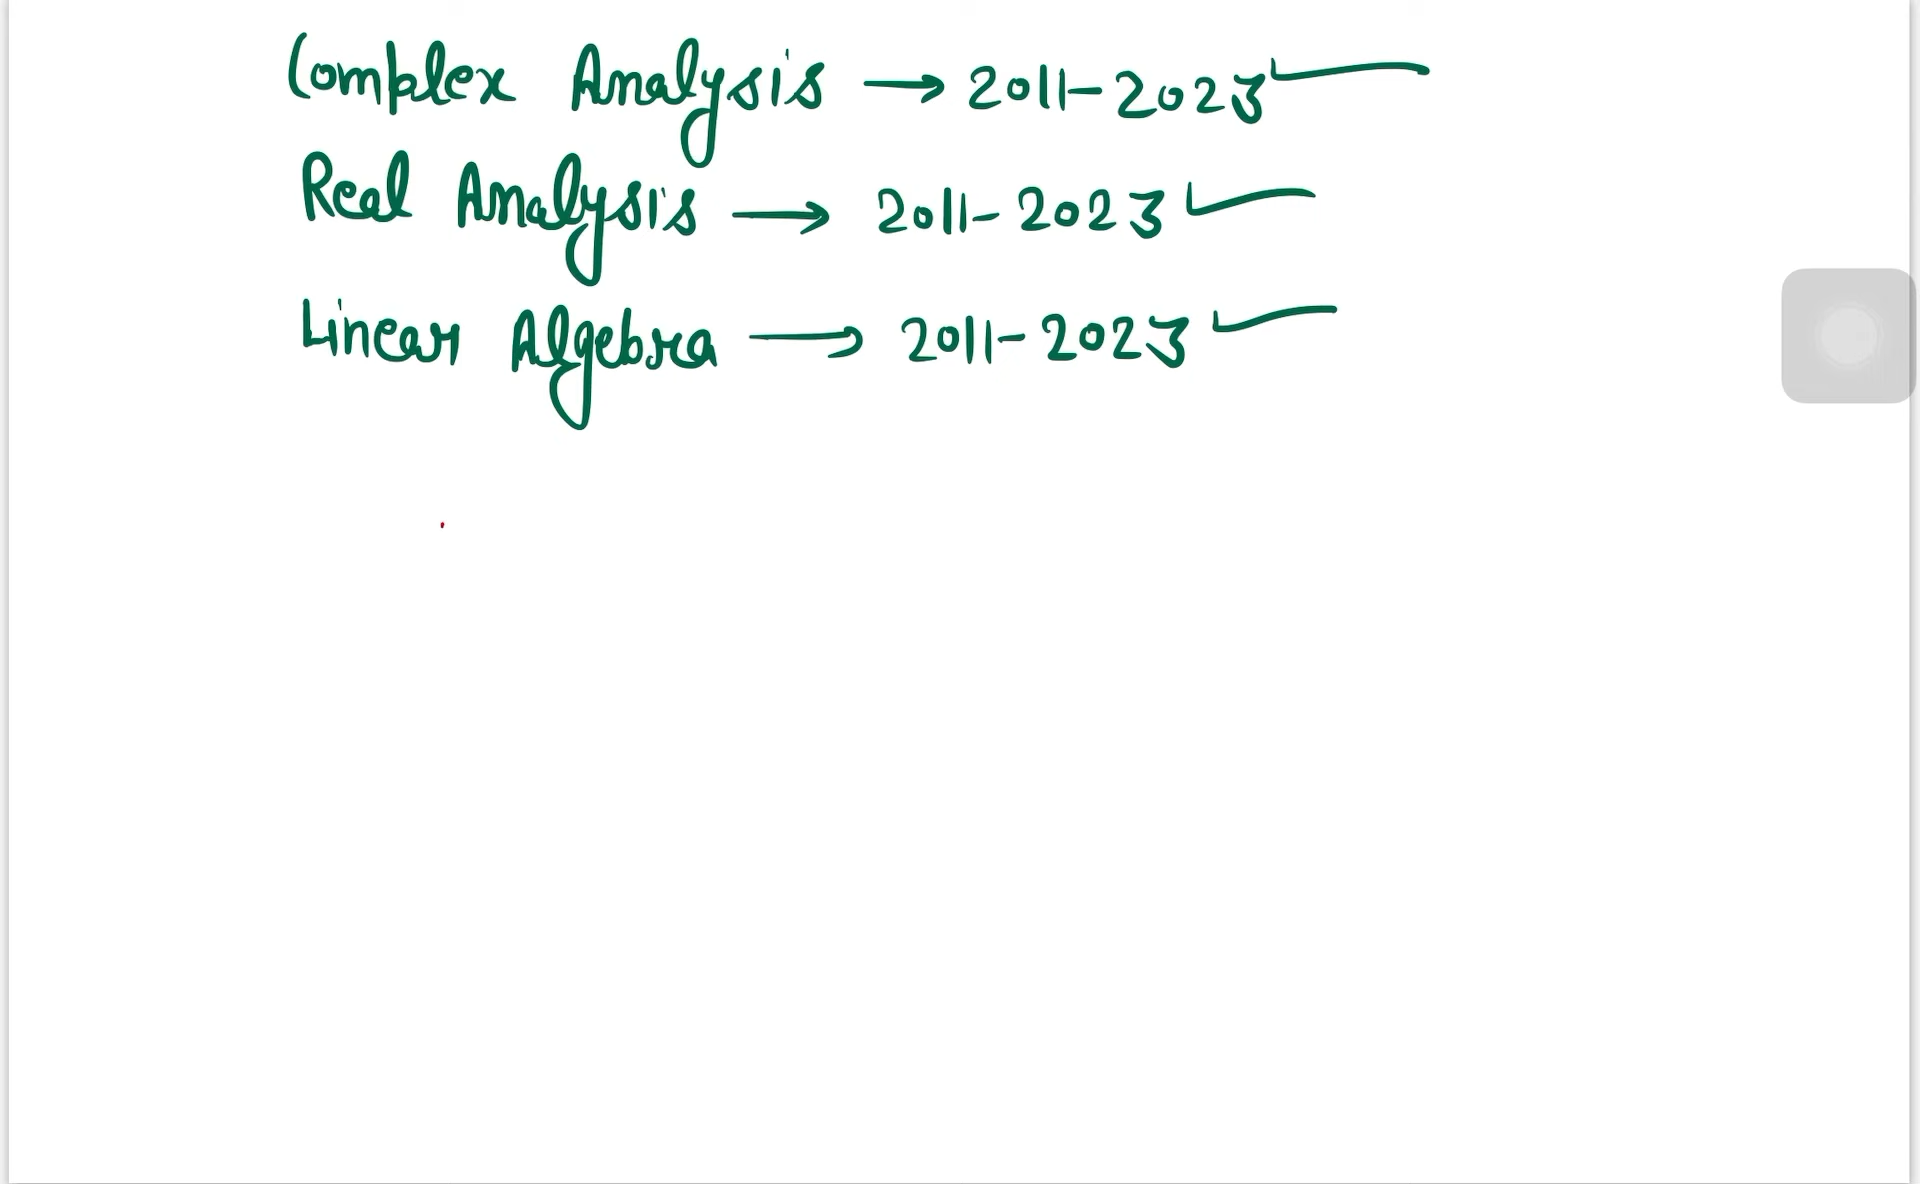 Complex Analysis → 2011-2023 ✓
Real Analysis → 2011-2023 ✓
Linear Algebra → 2011-2023 ✓